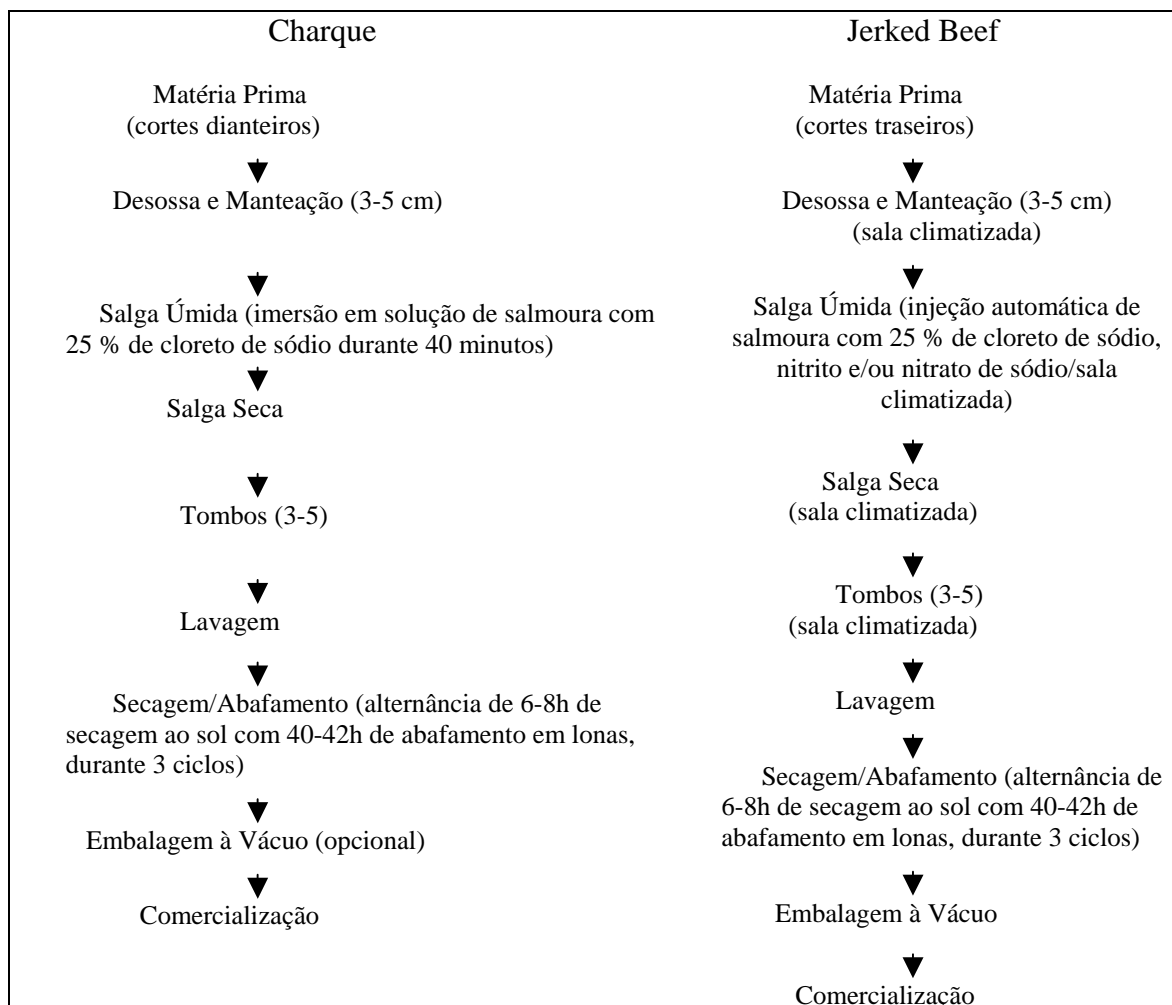 Charque
Matéria Prima
(cortes dianteiros)
Desossa e Manteação (3-5 cm)
Salga Úmida (imersão em solução de salmoura com
25 % de cloreto de sódio durante 40 minutos)
Salga Seca
Tombos (3-5)
Lavagem
Secagem/Abafamento (alternância de 6-8h de
secagem ao sol com 40-42h de abafamento em lonas,
durante 3 ciclos)
Embalagem à Vácuo (opcional)
Comercialização
Jerked Beef
Matéria Prima
(cortes traseiros)
Desossa e Manteação (3-5 cm)
(sala climatizada)
Salga Úmida (injeção automática de
salmoura com 25 % de cloreto de sódio,
nitrito e/ou nitrato de sódio/sala
climatizada)
Salga Seca
(sala climatizada)
Tombos (3-5)
(sala climatizada)
Lavagem
Secagem/Abafamento (alternância de
6-8h de secagem ao sol com 40-42h de
abafamento em lonas, durante 3 ciclos)
Embalagem à Vácuo
Comercialização